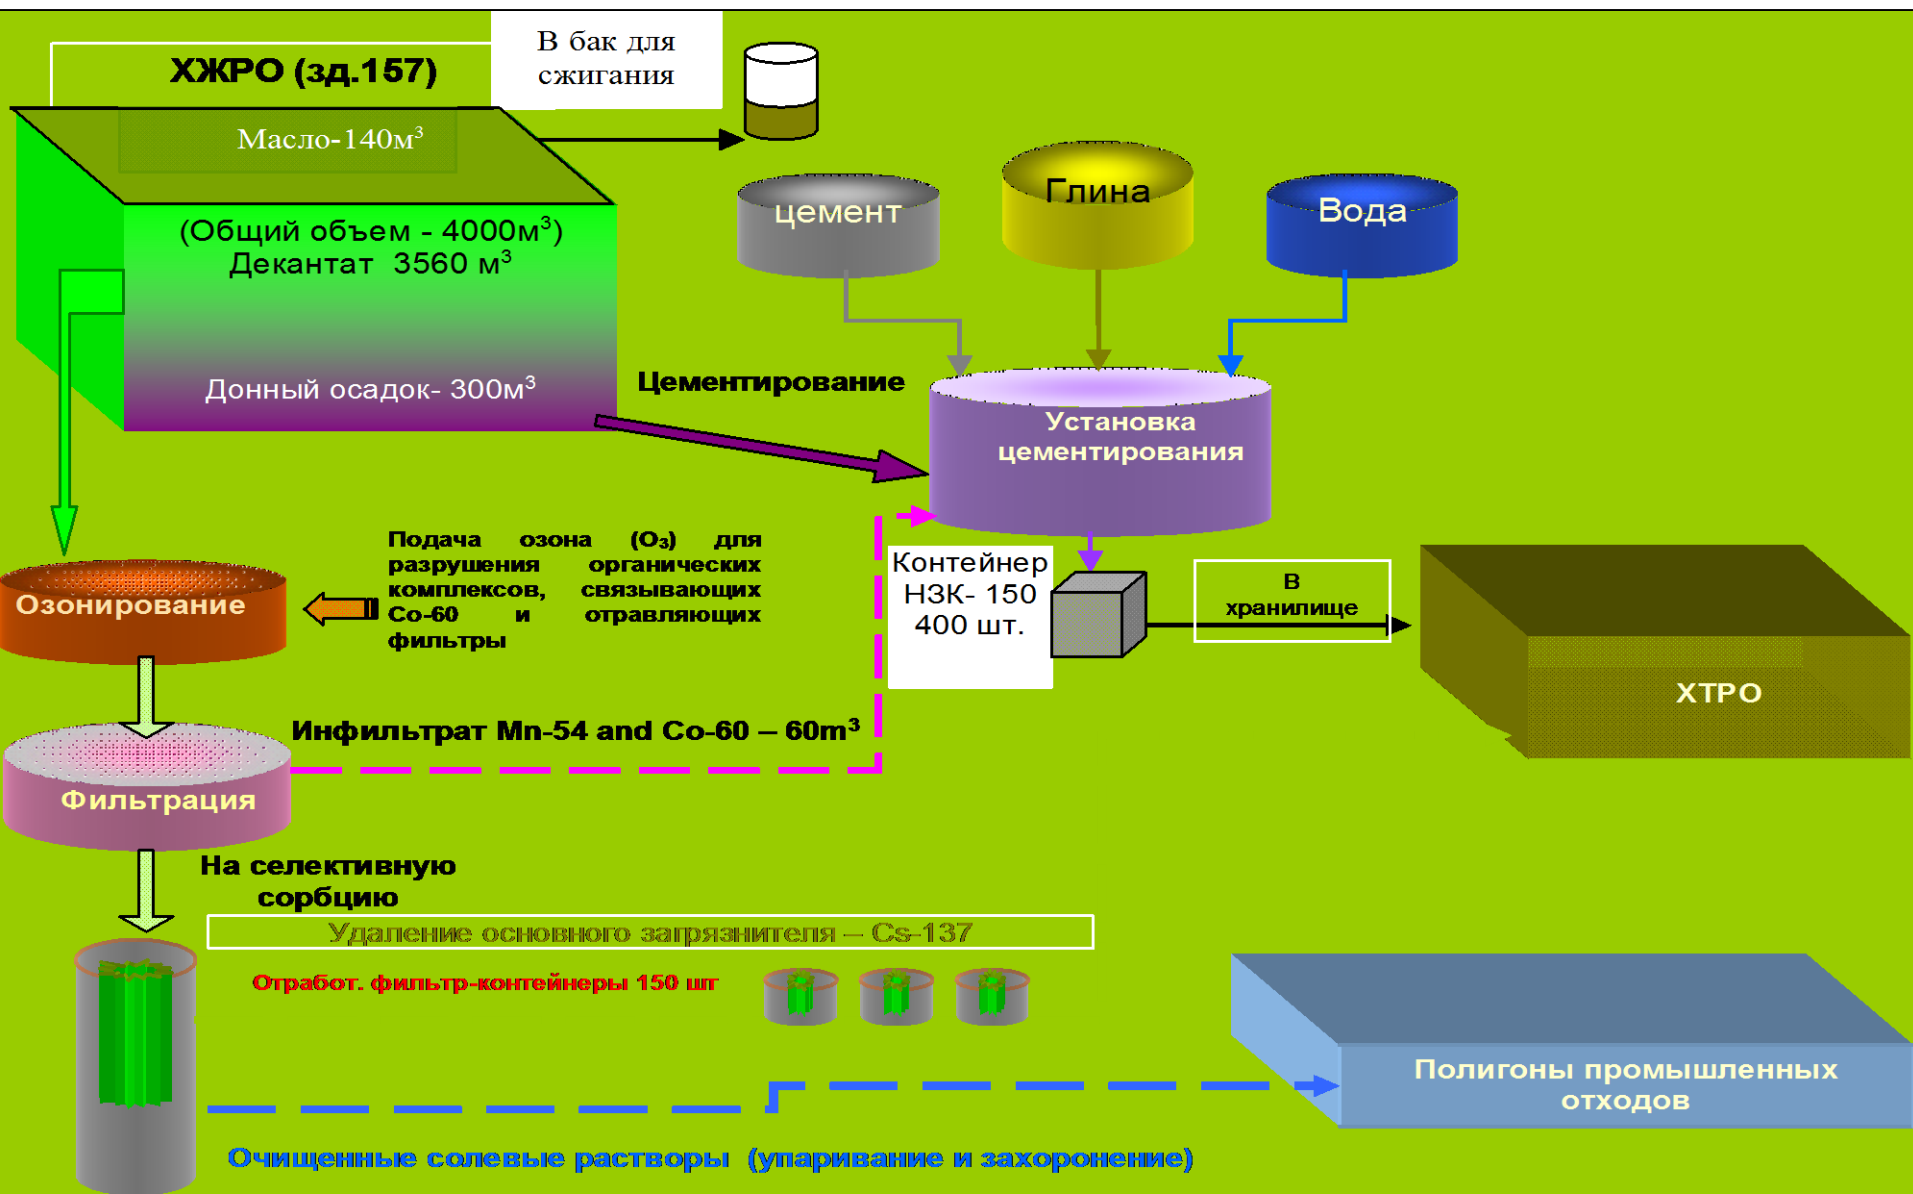 В бак для
сжигания
ХЖРО (зд.157)
Масло-140м³
(Общий объем - 4000м³)
Декантат 3560 м³
Донный осадок- 300м³
цемент
Глина
Вода
Цементирование
Установка
цементирования
Подача озона (О₃) для
разрушения органических
комплексов, связывающих
Со-60 и отравляющих
фильтры
Озонирование
Контейнер
НЗК- 150
400 шт.
В
хранилище
ХТРО
Инфильтрат Mn-54 and Co-60 – 60m³
Фильтрация
На селективную
сорбцию
Удаление основного загрязнителя – Cs-137
Отработ. фильтр-контейнеры 150 шт
Полигоны промышленных
отходов
Очищенные солевые растворы (упаривание и захоронение)